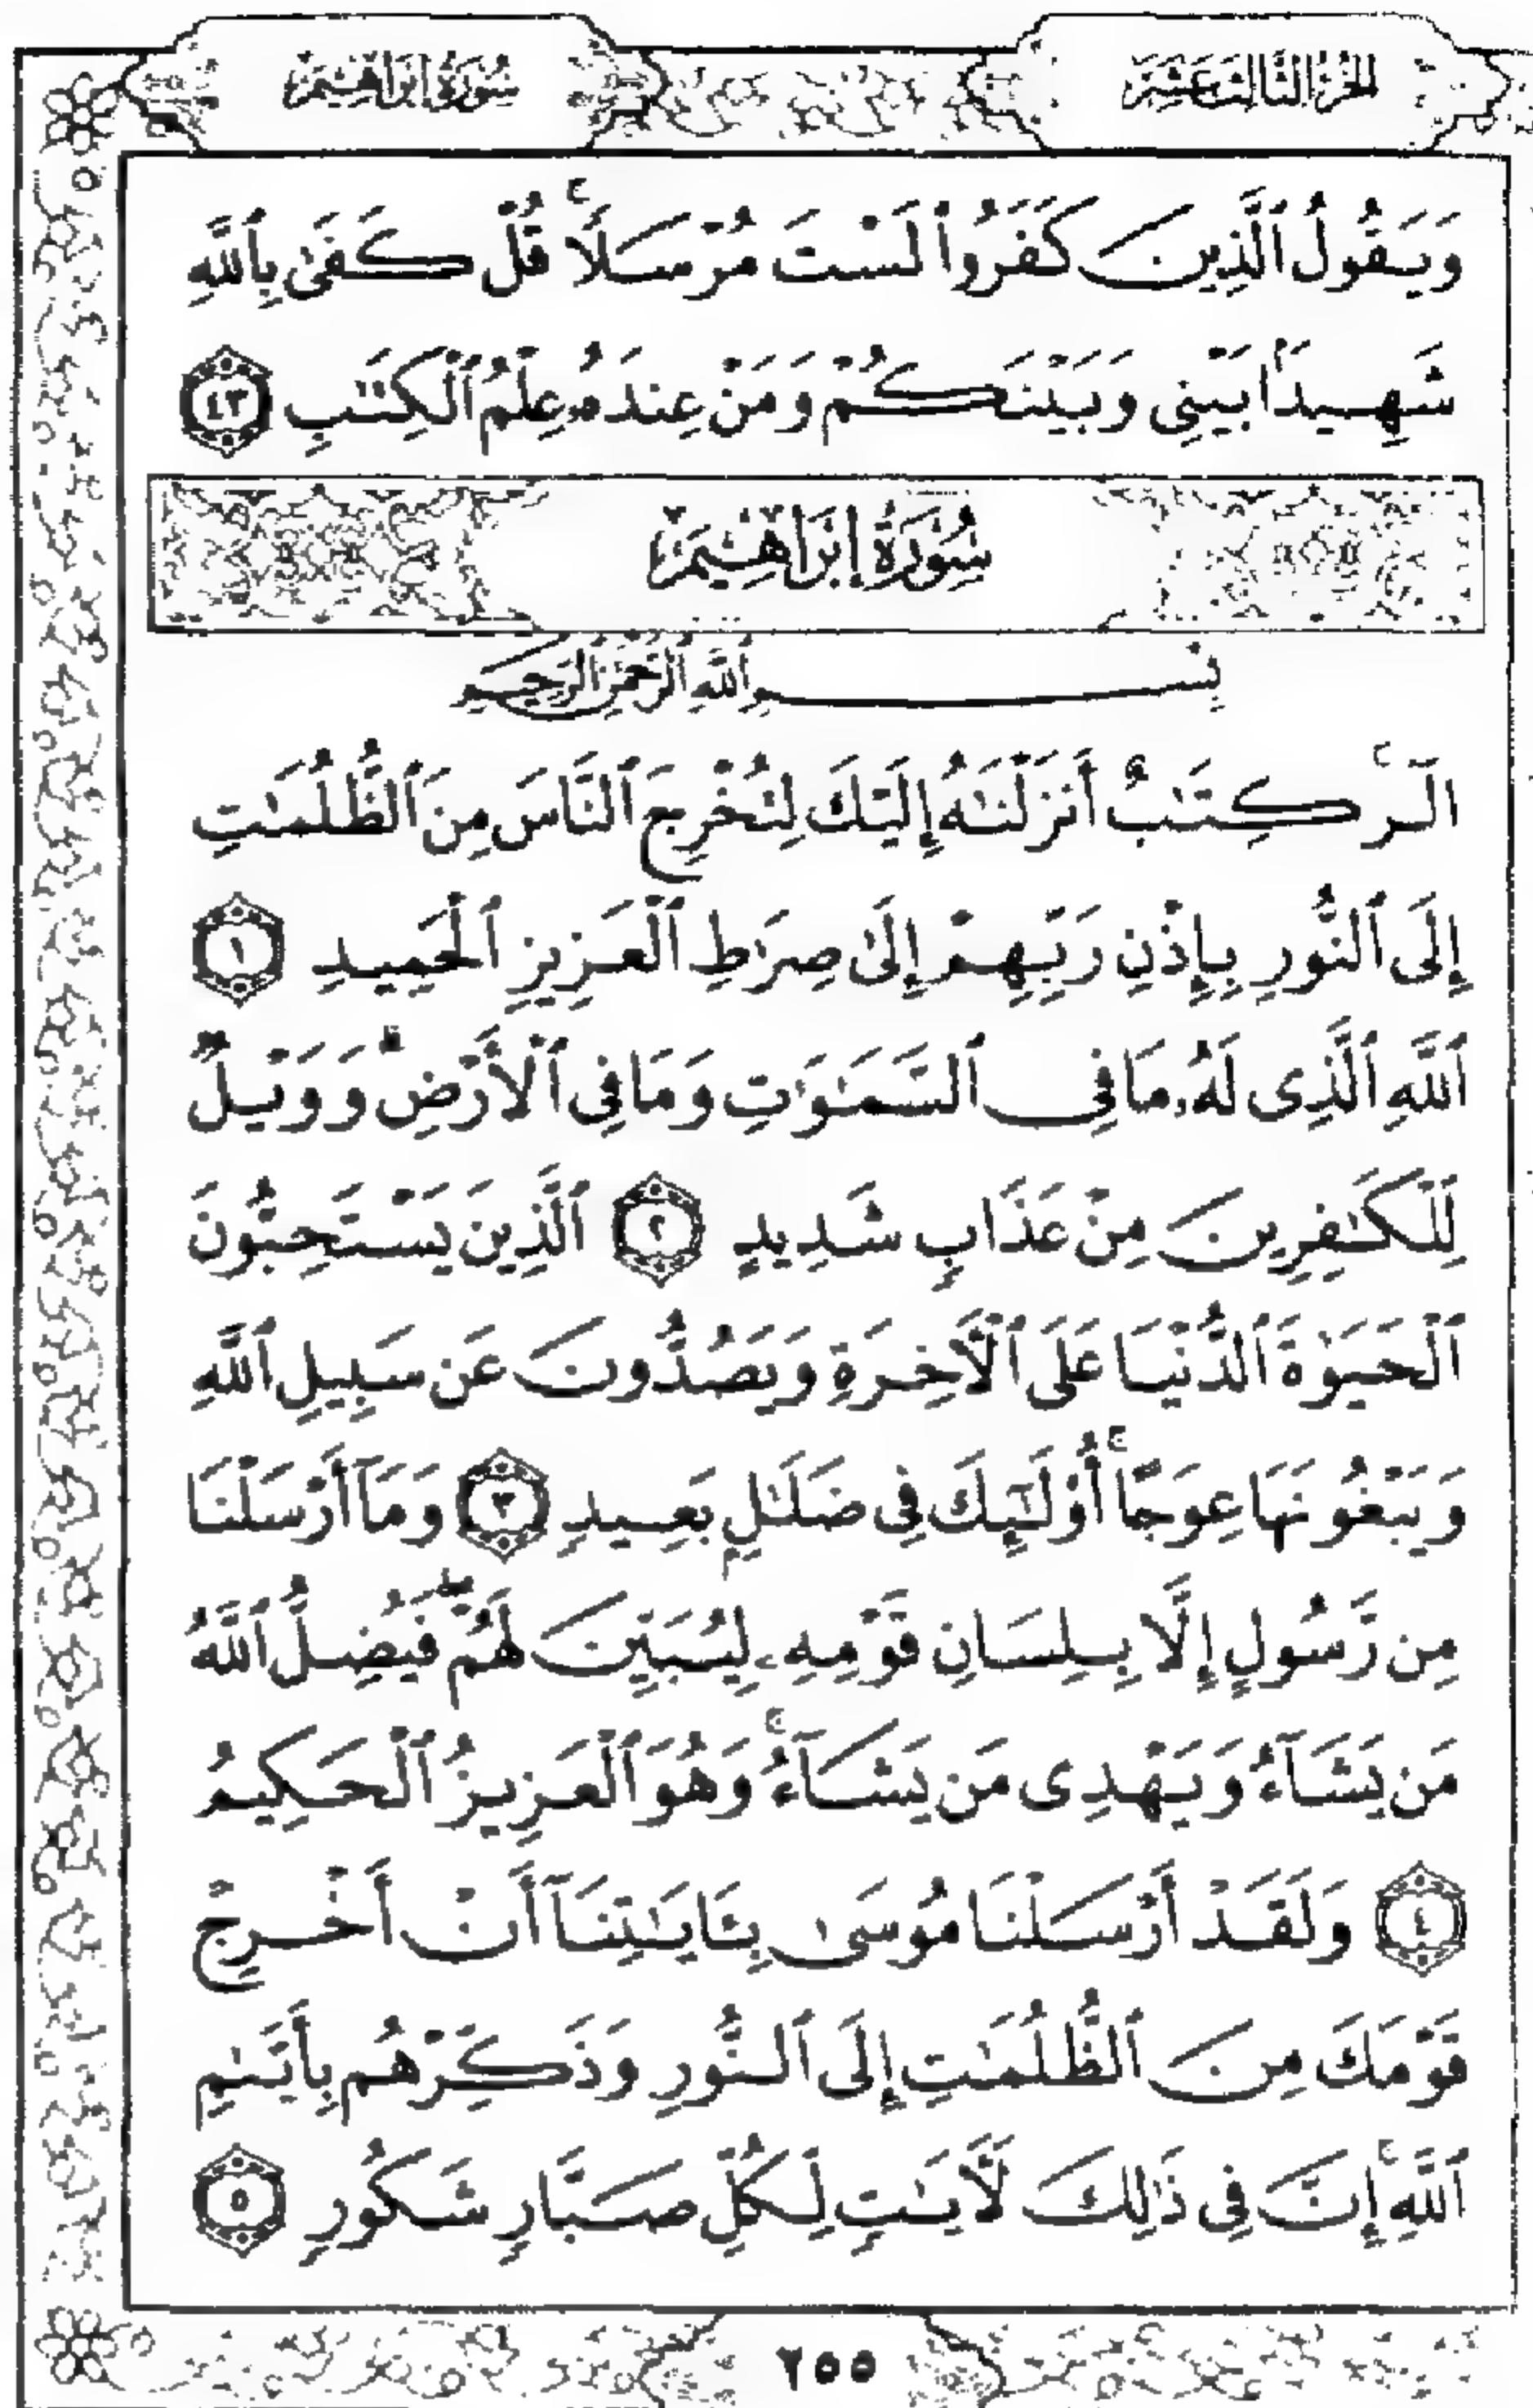 الجزء الثالث عشر
سورة إبراهيم
وَيَقُولُ ٱلَّذِينَ كَفَرُوا۟ لَسْتَ مُرْسَلًا ۚ قُلْ كَفَىٰ بِٱللَّهِ
شَهِيدًۢا بَيْنِى وَبَيْنَكُمْ وَمَنْ عِندَهُۥ عِلْمُ ٱلْكِتَـٰبِ ٤٣
سُورَةُ إِبْرَاهِيمَ
بِسْمِ ٱللَّهِ ٱلرَّحْمَـٰنِ ٱلرَّحِيمِ
الٓر ۚ كِتَـٰبٌ أَنزَلْنَـٰهُ إِلَيْكَ لِتُخْرِجَ ٱلنَّاسَ مِنَ ٱلظُّلُمَـٰتِ
إِلَى ٱلنُّورِ بِإِذْنِ رَبِّهِمْ إِلَىٰ صِرَٰطِ ٱلْعَزِيزِ ٱلْحَمِيدِ ١
ٱللَّهِ ٱلَّذِى لَهُۥ مَا فِى ٱلسَّمَـٰوَٰتِ وَمَا فِى ٱلْأَرْضِ ۗ وَوَيْلٌ
لِّلْكَـٰفِرِينَ مِنْ عَذَابٍ شَدِيدٍ ٢ ٱلَّذِينَ يَسْتَحِبُّونَ
ٱلْحَيَوٰةَ ٱلدُّنْيَا عَلَى ٱلْـَٔاخِرَةِ وَيَصُدُّونَ عَن سَبِيلِ ٱللَّهِ
وَيَبْغُونَهَا عِوَجًا ۚ أُو۟لَـٰٓئِكَ فِى ضَلَـٰلٍۭ بَعِيدٍ ٣ وَمَآ أَرْسَلْنَا
مِن رَّسُولٍ إِلَّا بِلِسَانِ قَوْمِهِۦ لِيُبَيِّنَ لَهُمْ ۖ فَيُضِلُّ ٱللَّهُ
مَن يَشَآءُ وَيَهْدِى مَن يَشَآءُ ۚ وَهُوَ ٱلْعَزِيزُ ٱلْحَكِيمُ
٤ وَلَقَدْ أَرْسَلْنَا مُوسَىٰ بِـَٔايَـٰتِنَآ أَنْ أَخْرِجْ
قَوْمَكَ مِنَ ٱلظُّلُمَـٰتِ إِلَى ٱلنُّورِ وَذَكِّرْهُم بِأَيَّىٰمِ
ٱللَّهِ ۚ إِنَّ فِى ذَٰلِكَ لَـَٔايَـٰتٍ لِّكُلِّ صَبَّارٍ شَكُورٍ ٥
٢٥٥